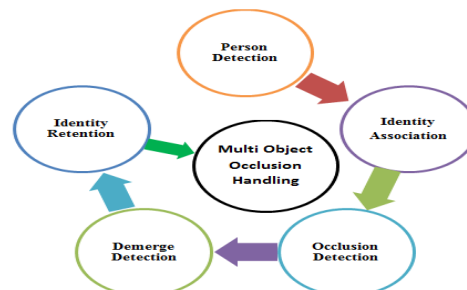 Person
Detection
Identity
Association
Occlusion
Detection
Demerge
Detection
Identity
Retention
Multi Object
Occlusion
Handling